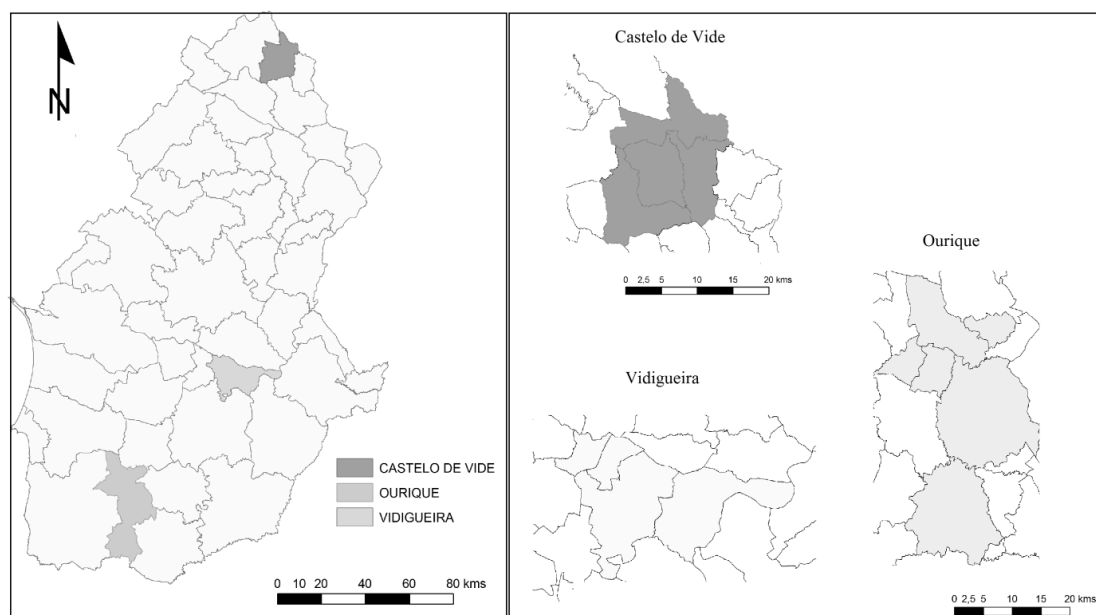 N
CASTELO DE VIDE
OURIQUE
VIDIGUEIRA
0 10 20 40 60 80 kms
Castelo de Vide
0 2,5 5 10 15 20 kms
Ourique
Vidigueira
0 2,5 5 10 15 20 kms